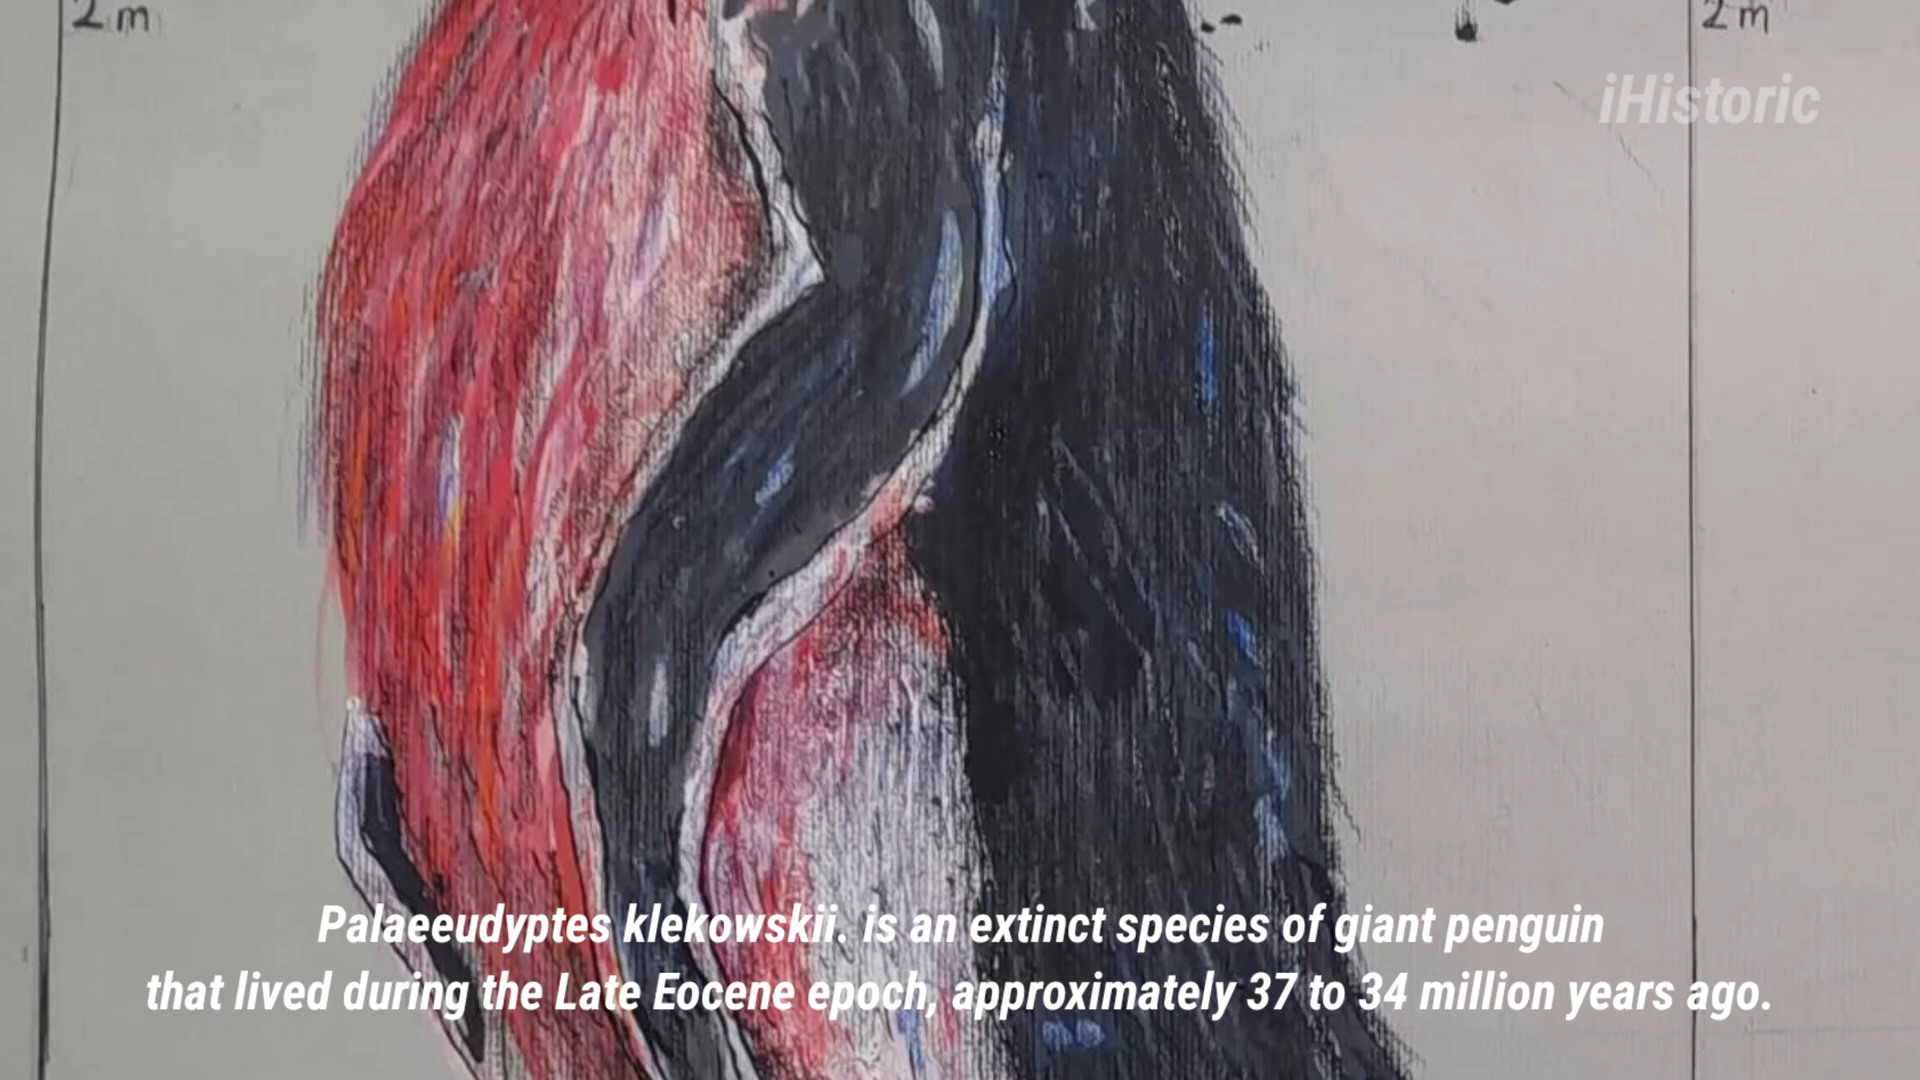 2m
2m
iHistoric
Palaeeudyptes klekowskii. is an extinct species of giant penguin
that lived during the Late Eocene epoch, approximately 37 to 34 million years ago.